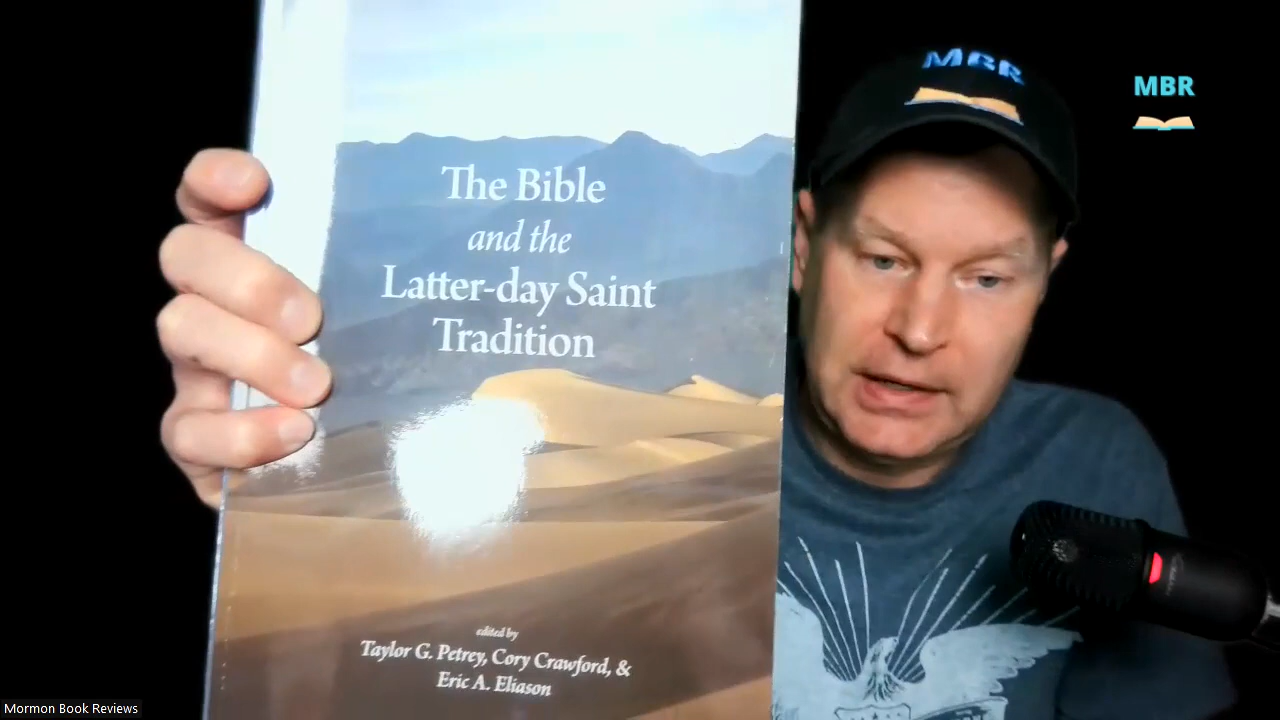 The Bible
and the
Latter-day Saint
Tradition
edited by
Taylor G. Petrey, Cory Crawford, &
Eric A. Eliason
MBR
MBR
Mormon Book Reviews